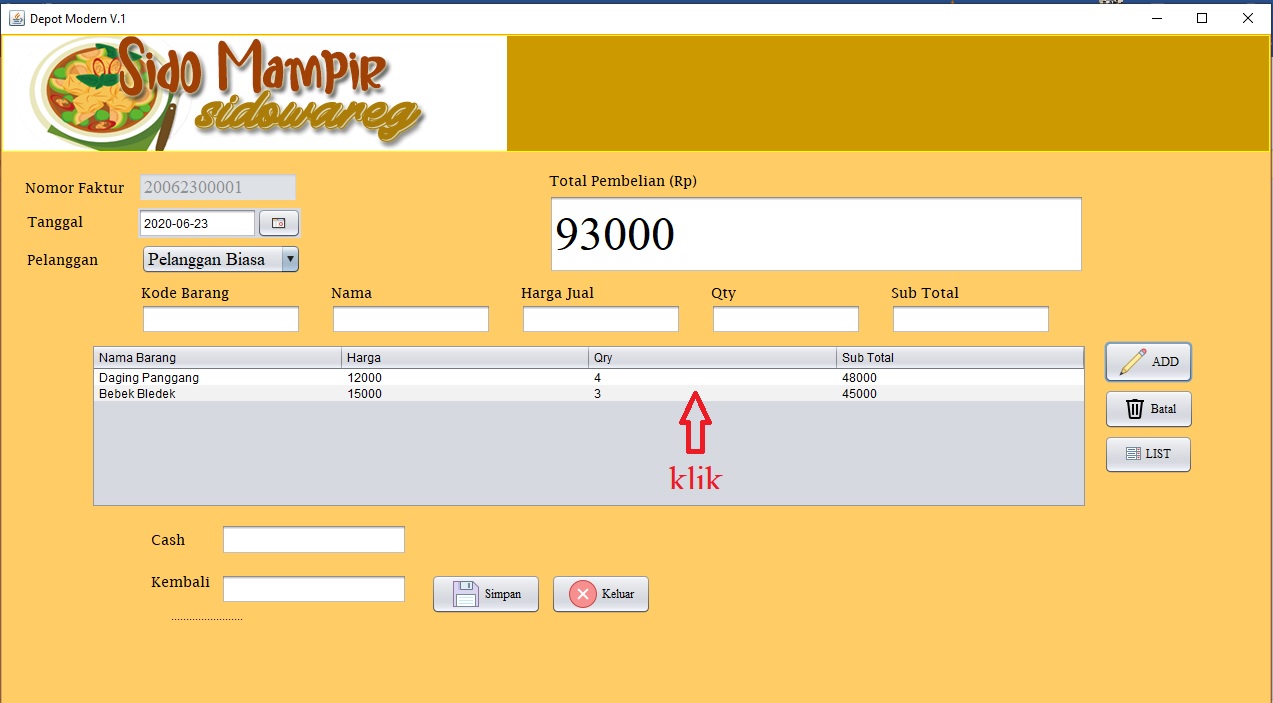 Depot Modern V.1
Sido Mampir
sidowareg
Nomor Faktur 20062300001
Total Pembelian (Rp)
93000
Tanggal 2020-06-23
Pelanggan Pelanggan Biasa
Kode Barang Nama Harga Jual Qty Sub Total
Nama Barang Harga Qry Sub Total
Daging Panggang 12000 4 48000
Bebek Bledek 15000 3 45000
ADD
Batal
LIST
klik
Cash
Kembali
Simpan Keluar
........................